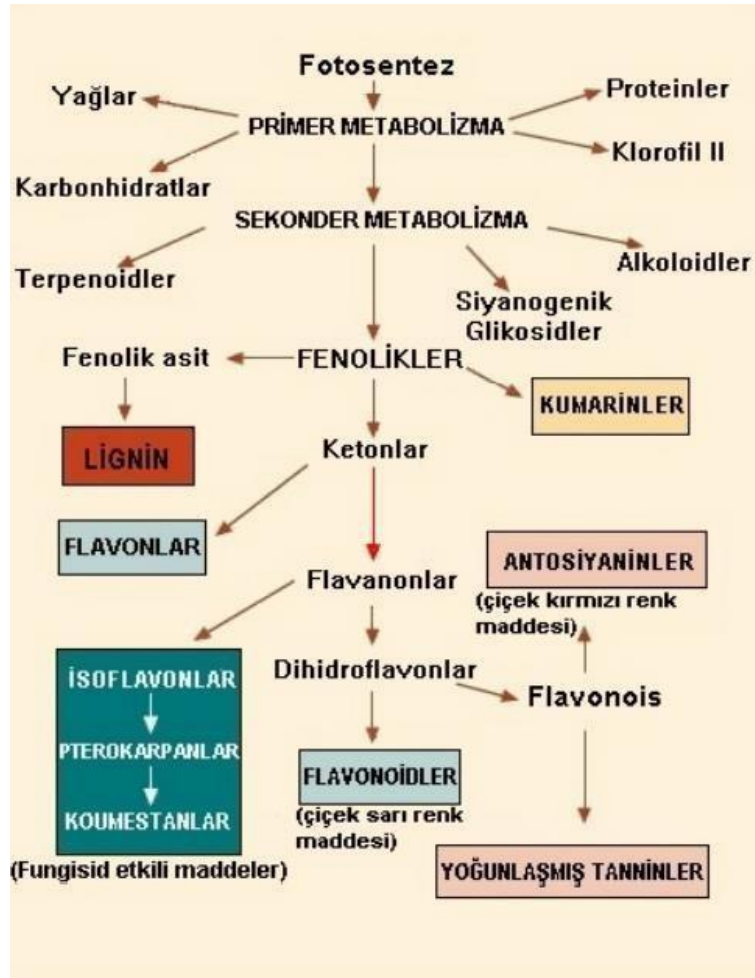 Fotosentez
Yağlar
Proteinler
PRİMER METABOLİZMA
Klorofil II
Karbonhidratlar
SEKONDER METABOLİZMA
Alkoloidler
Terpenoidler
Siyanogenik
Glikosidler
Fenolik asit
FENOLİKLER
KUMARİNLER
LİGNİN
Ketonlar
FLAVONLAR
ANTOSİYANİNLER
(çiçek kırmızı renk
maddesi)
Flavanonlar
İSOFLAVONLAR
Dihidroflavonlar
Flavonois
PTEROKARPANLAR
FLAVONOİDLER
(çiçek sarı renk
maddesi)
KOUMESTANLAR
(Fungisid etkili maddeler)
YOĞUNLAŞMIŞ TANNİNLER